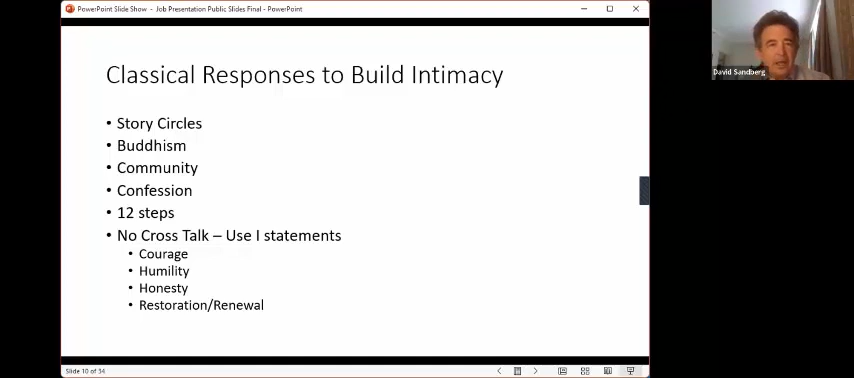 PowerPoint Slide Show - Job Presentation Public Slides Final - PowerPoint
David Sandberg
Classical Responses to Build Intimacy
• Story Circles
• Buddhism
• Community
• Confession
• 12 steps
• No Cross Talk – Use I statements
• Courage
• Humility
• Honesty
• Restoration/Renewal
Slide 10 of 34